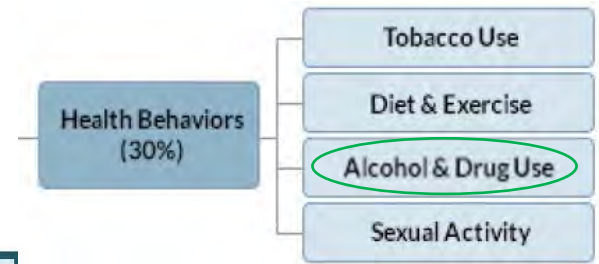 Health Behaviors
(30%)
Tobacco Use
Diet & Exercise
Alcohol & Drug Use
Sexual Activity